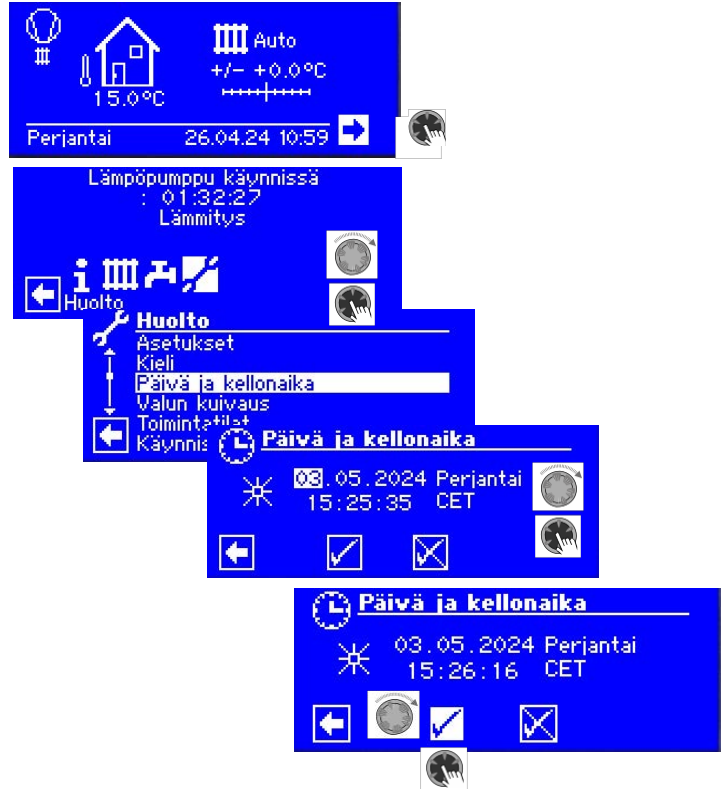 Auto
+/- +0.0°C
15.0°C
Perjantai 26.04.24 10:59
Lämpöpumppu käynnissä
: 01:32:27
Lämmitys
Huolto
Huolto
Asetukset
Kieli
Päivä ja kellonaika
Valun kuivaus
Toimintatilat
Käynnis
Päivä ja kellonaika
03.05.2024 Perjantai
15:25:35 CET
Päivä ja kellonaika
03.05.2024 Perjantai
15:26:16 CET